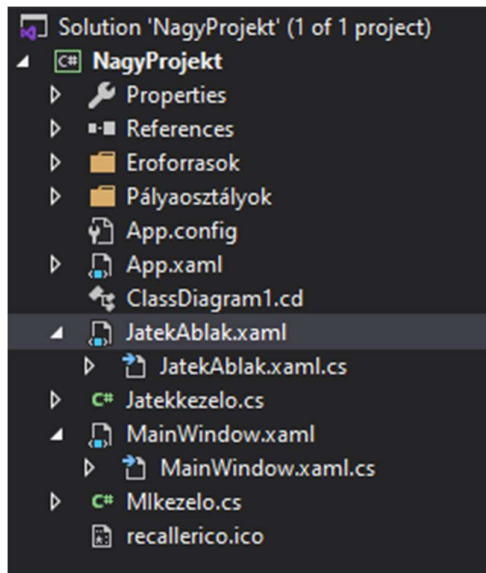 Solution 'NagyProjekt' (1 of 1 project)
C# NagyProjekt
Properties
References
Eroforrasok
Pályaosztályok
App.config
App.xaml
ClassDiagram1.cd
JatekAblak.xaml
JatekAblak.xaml.cs
C# Jatekkezelo.cs
MainWindow.xaml
MainWindow.xaml.cs
C# MIkezelo.cs
recallerico.ico